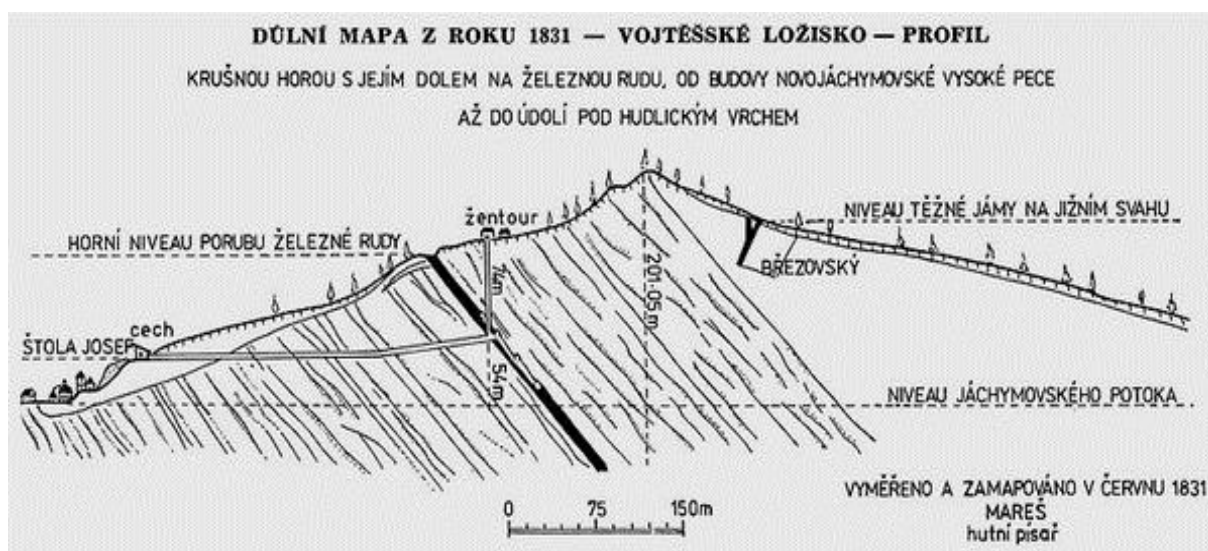 DŮLNÍ MAPA Z ROKU 1831 — VOJTĚŠSKÉ LOŽISKO — PROFIL
KRUŠNOU HOROU S JEJÍM DOLEM NA ŽELEZNOU RUDU, OD BUDOVY NOVOJÁCHYMOVSKÉ VYSOKÉ PECE
AŽ DO ÚDOLÍ POD HUDLICKÝM VRCHEM
NIVEAU TĚŽNÉ JÁMY NA JIŽNÍM SVAHU
žentour
HORNÍ NIVEAU PORUBU ŽELEZNÉ RUDY
BŘEZOVSKÝ
74m
201·05m
cech
ŠTOLA JOSEF
54m
NIVEAU JÁCHYMOVSKÉHO POTOKA
0 75 150m
VYMĚŘENO A ZAMAPOVÁNO V ČERVNU 1831
MAREŠ
hutní písař